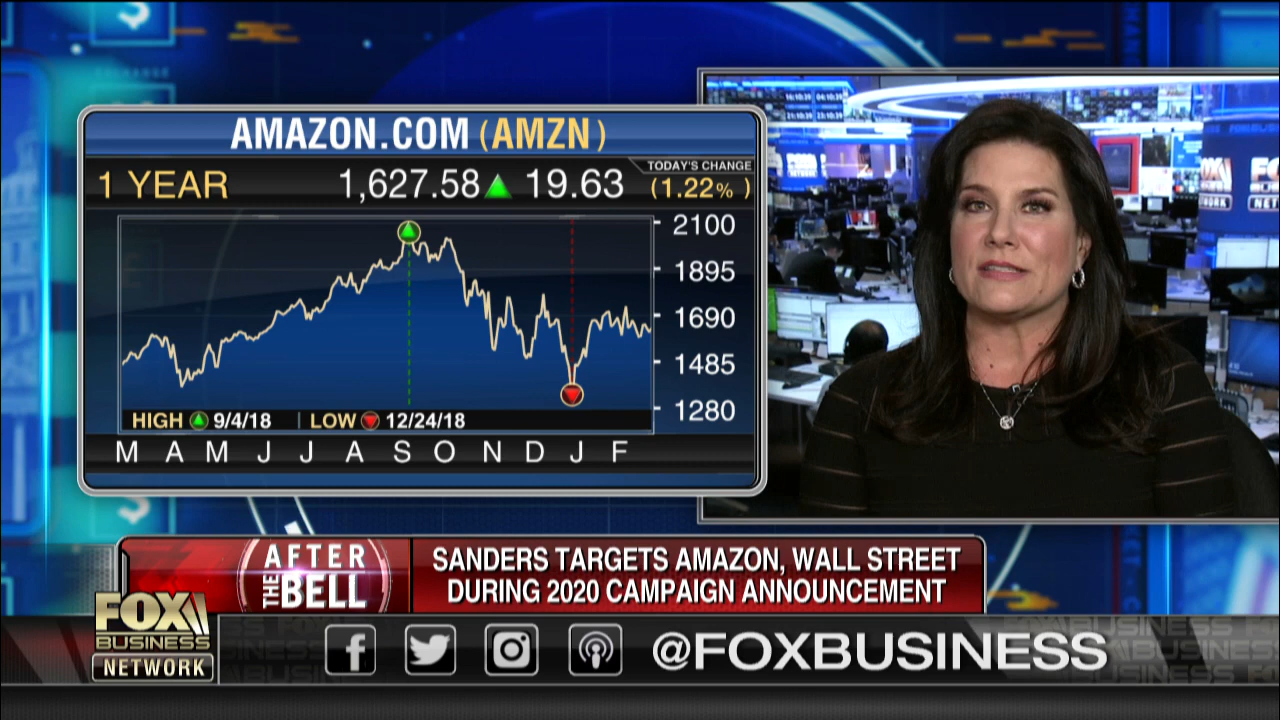 AMAZON.COM (AMZN)
1 YEAR
1,627.58 19.63
TODAY'S CHANGE
(1.22%)
2100
1895
1690
1485
1280
HIGH 9/4/18 | LOW 12/24/18
M A M J J A S O N D J F
AFTER
THE BELL
SANDERS TARGETS AMAZON, WALL STREET
DURING 2020 CAMPAIGN ANNOUNCEMENT
FOX
BUSINESS
NETWORK
@FOXBUSINESS